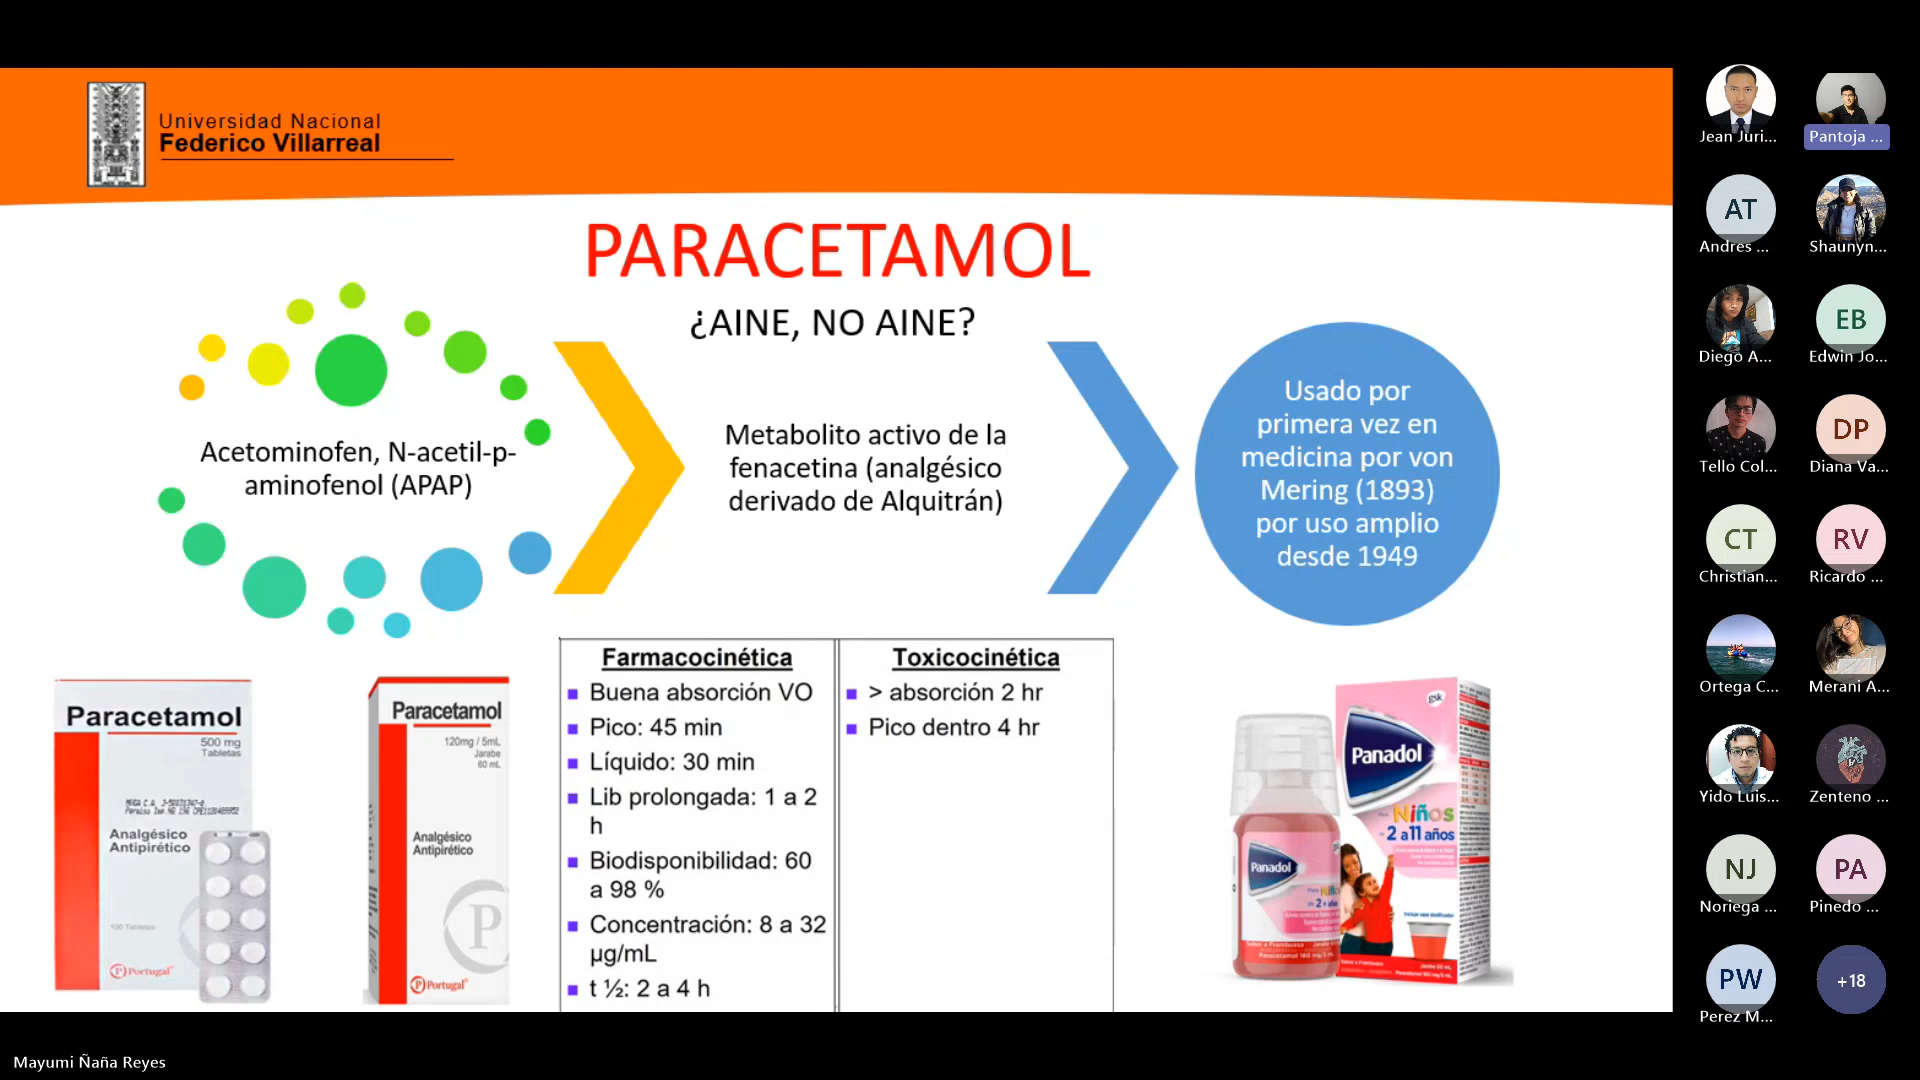 Universidad Nacional
Federico Villarreal
PARACETAMOL
¿AINE, NO AINE?
Acetominofen, N-acetil-p-
aminofenol (APAP)
Metabolito activo de la
fenacetina (analgésico
derivado de Alquitrán)
Usado por
primera vez en
medicina por von
Mering (1893)
por uso amplio
desde 1949
Farmacocinética
Buena absorción VO
Pico: 45 min
Líquido: 30 min
Lib prolongada: 1 a 2
h
Biodisponibilidad: 60
a 98 %
Concentración: 8 a 32
µg/mL
t ½: 2 a 4 h
Toxicocinética
> absorción 2 hr
Pico dentro 4 hr
Paracetamol
500 mg
Tabletas
Analgésico
Antipirético
100 Tabletas
Portugal
Paracetamol
120mg / 5mL
Jarabe
60 mL
Analgésico
Antipirético
P
Portugal
gsk
Panadol
Niños
2 a 11 años
Panadol
Jean Juri...
Pantoja ...
AT
Andres ...
Shaunyn...
Diego A...
EB
Edwin Jo...
Tello Col...
DP
Diana Va...
CT
Christian...
RV
Ricardo ...
Ortega C...
Merani A...
Yido Luis...
Zenteno ...
NJ
Noriega ...
PA
Pinedo ...
PW
Perez M...
+18
Mayumi Ñaña Reyes